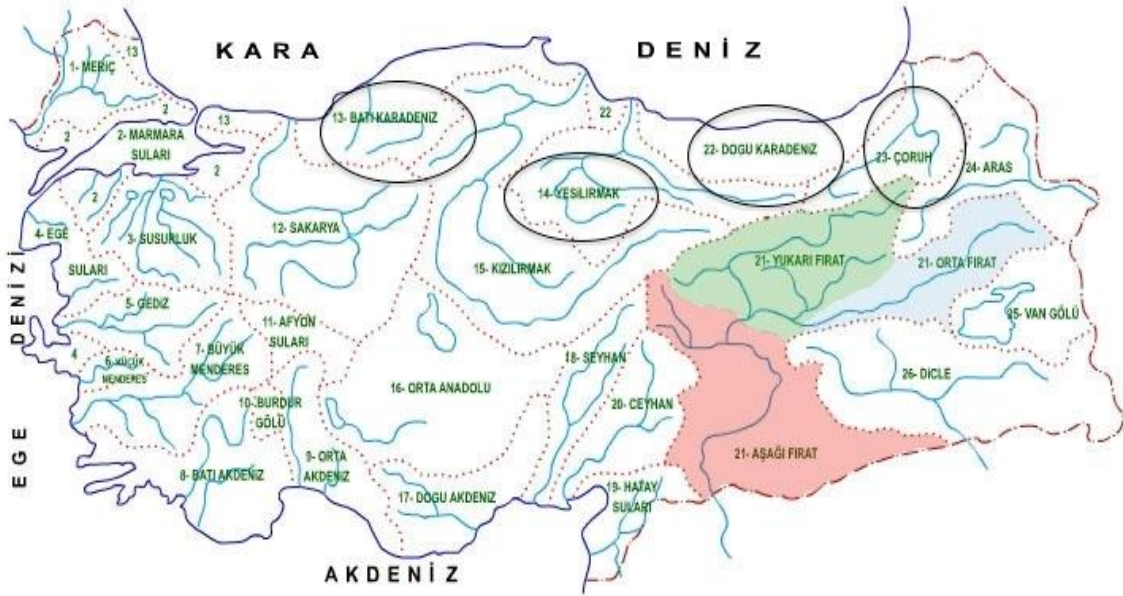 KARA DENİZ
13
1- MERİÇ
2
2
2- MARMARA
SULARI
13
2
13- BATI KARADENİZ
22
22- DOGU KARADENİZ
23- ÇORUH
24- ARAS
14- YESILIRMAK
2
4- EGE
SULARI
3- SUSURLUK
12- SAKARYA
15- KIZILIRMAK
21- YUKARI FIRAT
21- ORTA FIRAT
25- VAN GÖLÜ
5- GEDİZ
11- AFYON
SULARI
4
6- KÜÇÜK
MENDERES
7- BÜYÜK
MENDERES
18- SEYHAN
26- DİCLE
16- ORTA ANADOLU
20- CEYHAN
10- BURDUR
GÖLÜ
8- BATI AKDENİZ
9- ORTA
AKDENİZ
17- DOGU AKDENİZ
19- HATAY
SULARI
21- AŞAĞI FIRAT
EGE DENİZİ
AKDENİZ